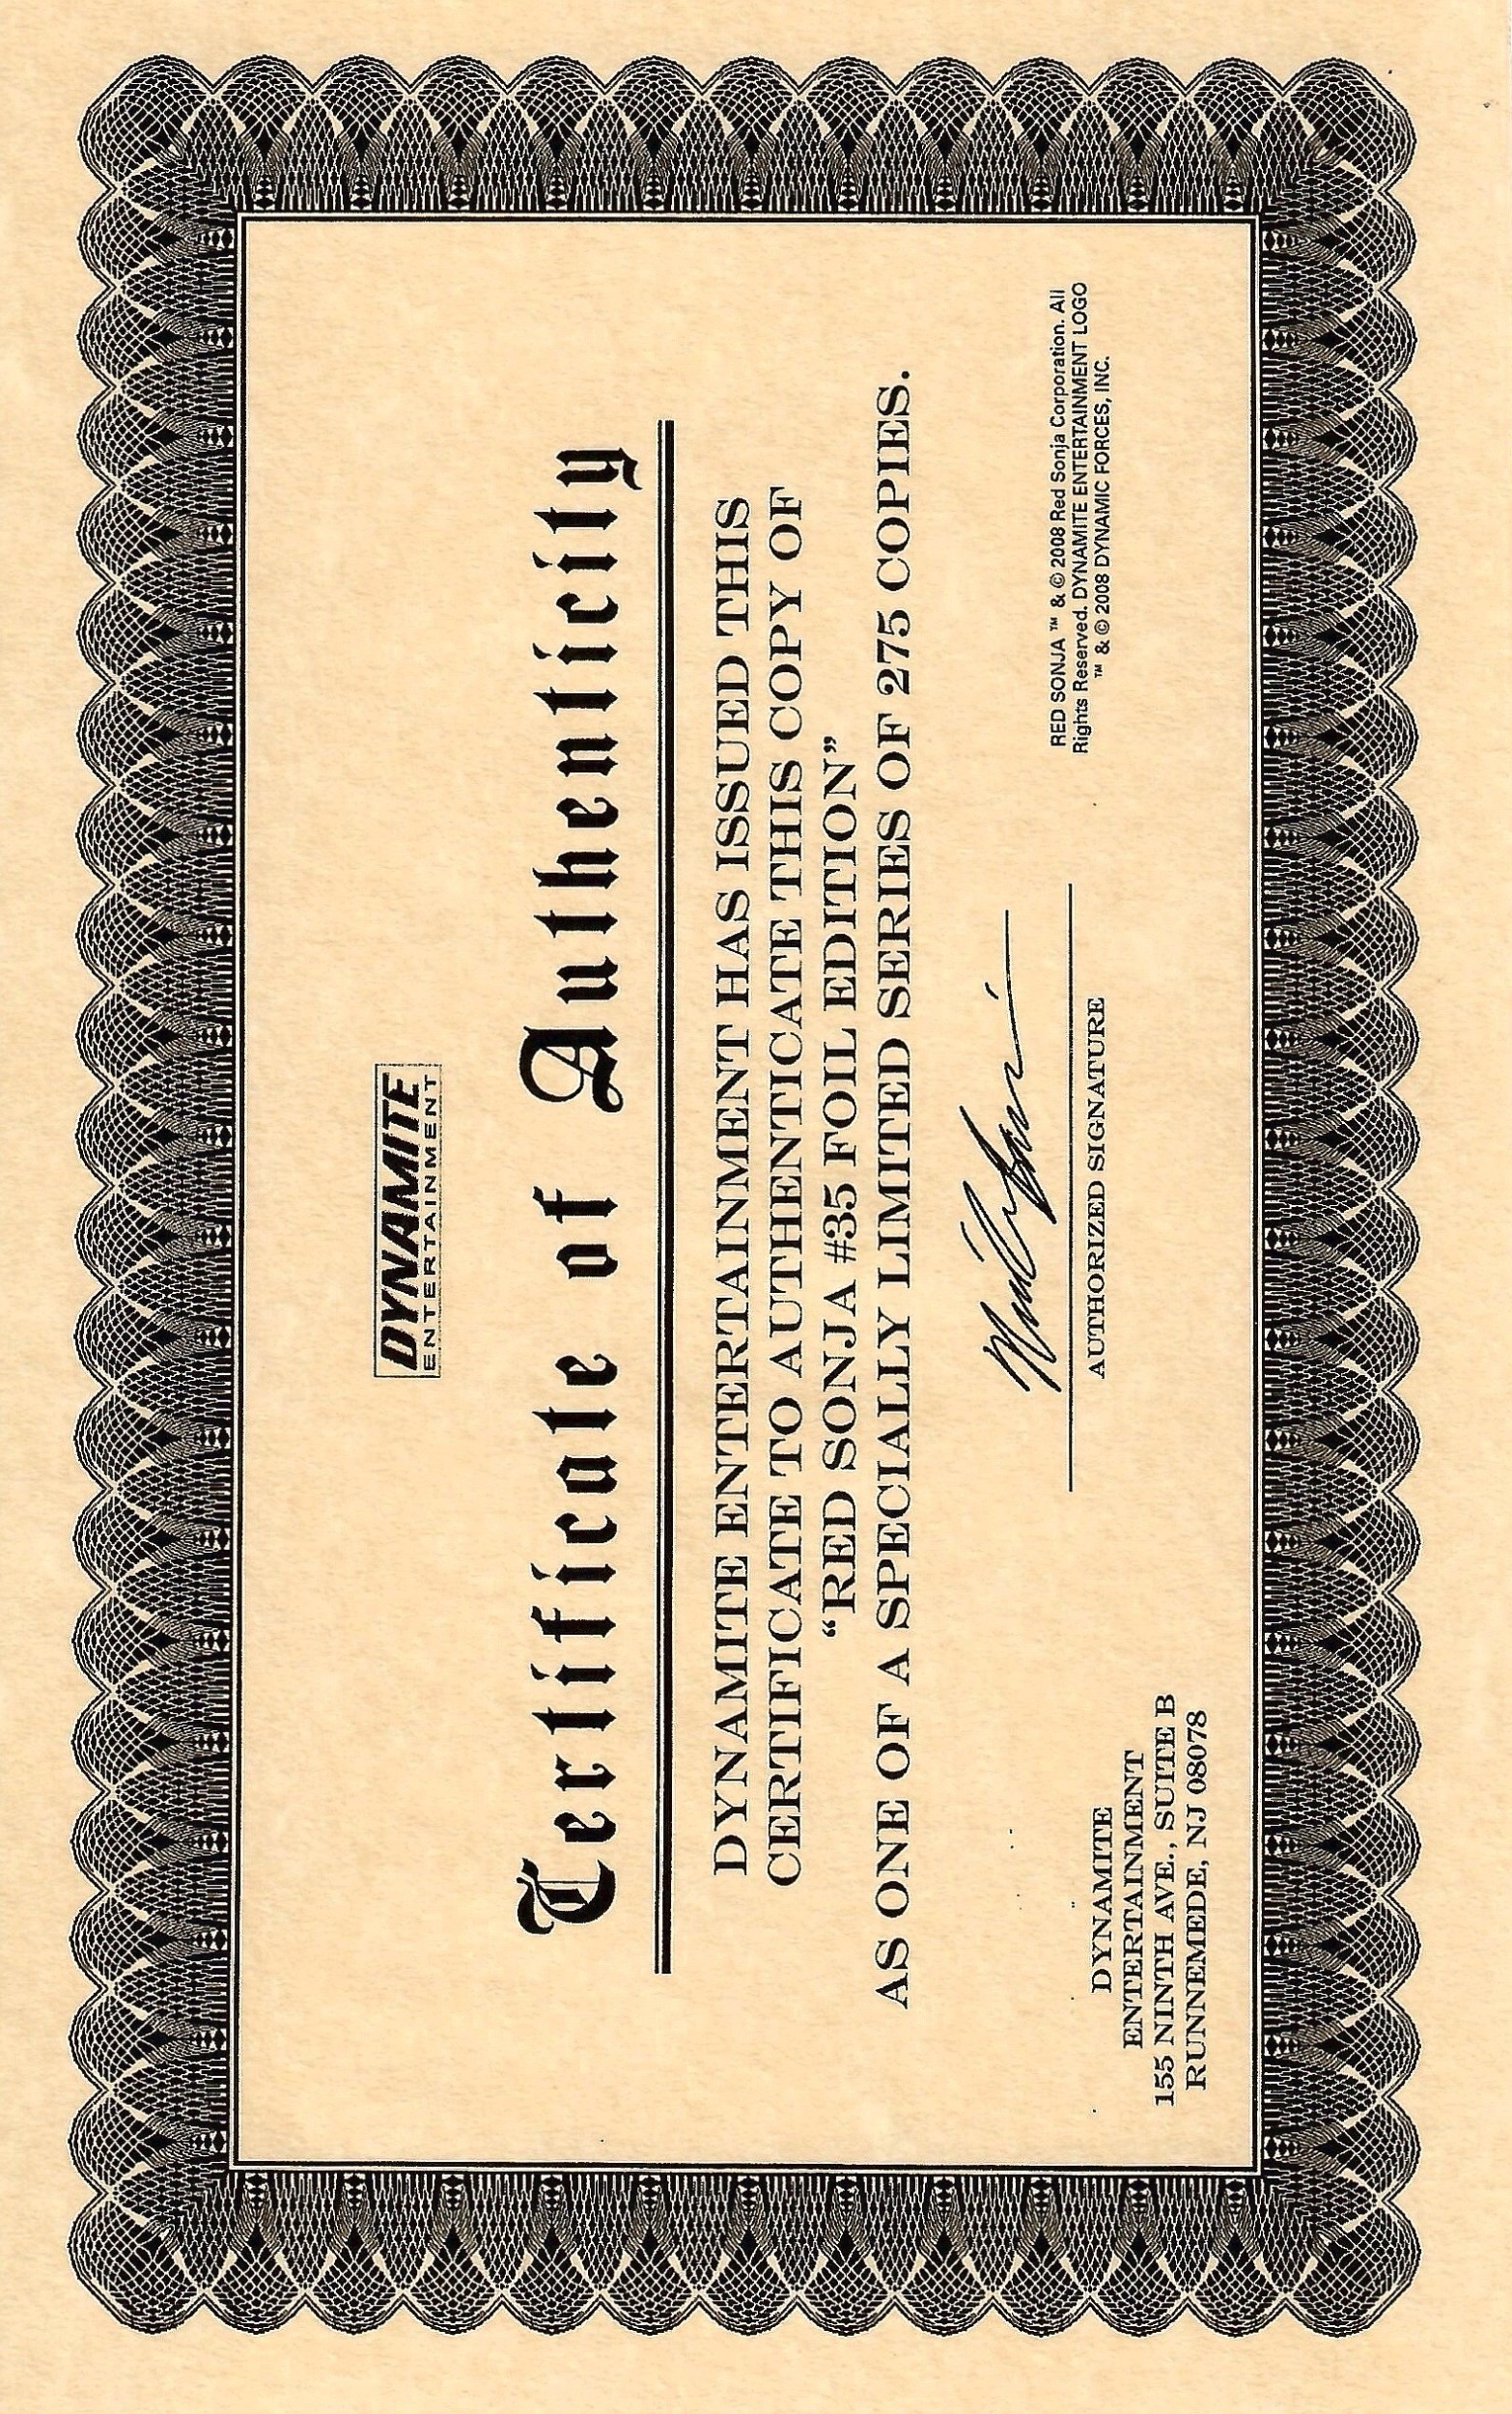 DYNAMITE
ENTERTAINMENT
Certificate of Authenticity
DYNAMITE ENTERTAINMENT HAS ISSUED THIS
CERTIFICATE TO AUTHENTICATE THIS COPY OF
“RED SONJA #35 FOIL EDITION”
AS ONE OF A SPECIALLY LIMITED SERIES OF 275 COPIES.
AUTHORIZED SIGNATURE
RED SONJA ™ & © 2008 Red Sonja Corporation. All
Rights Reserved. DYNAMITE ENTERTAINMENT LOGO
™ & © 2008 DYNAMIC FORCES, INC.
DYNAMITE
ENTERTAINMENT
155 NINTH AVE., SUITE B
RUNNEMEDE, NJ 08078